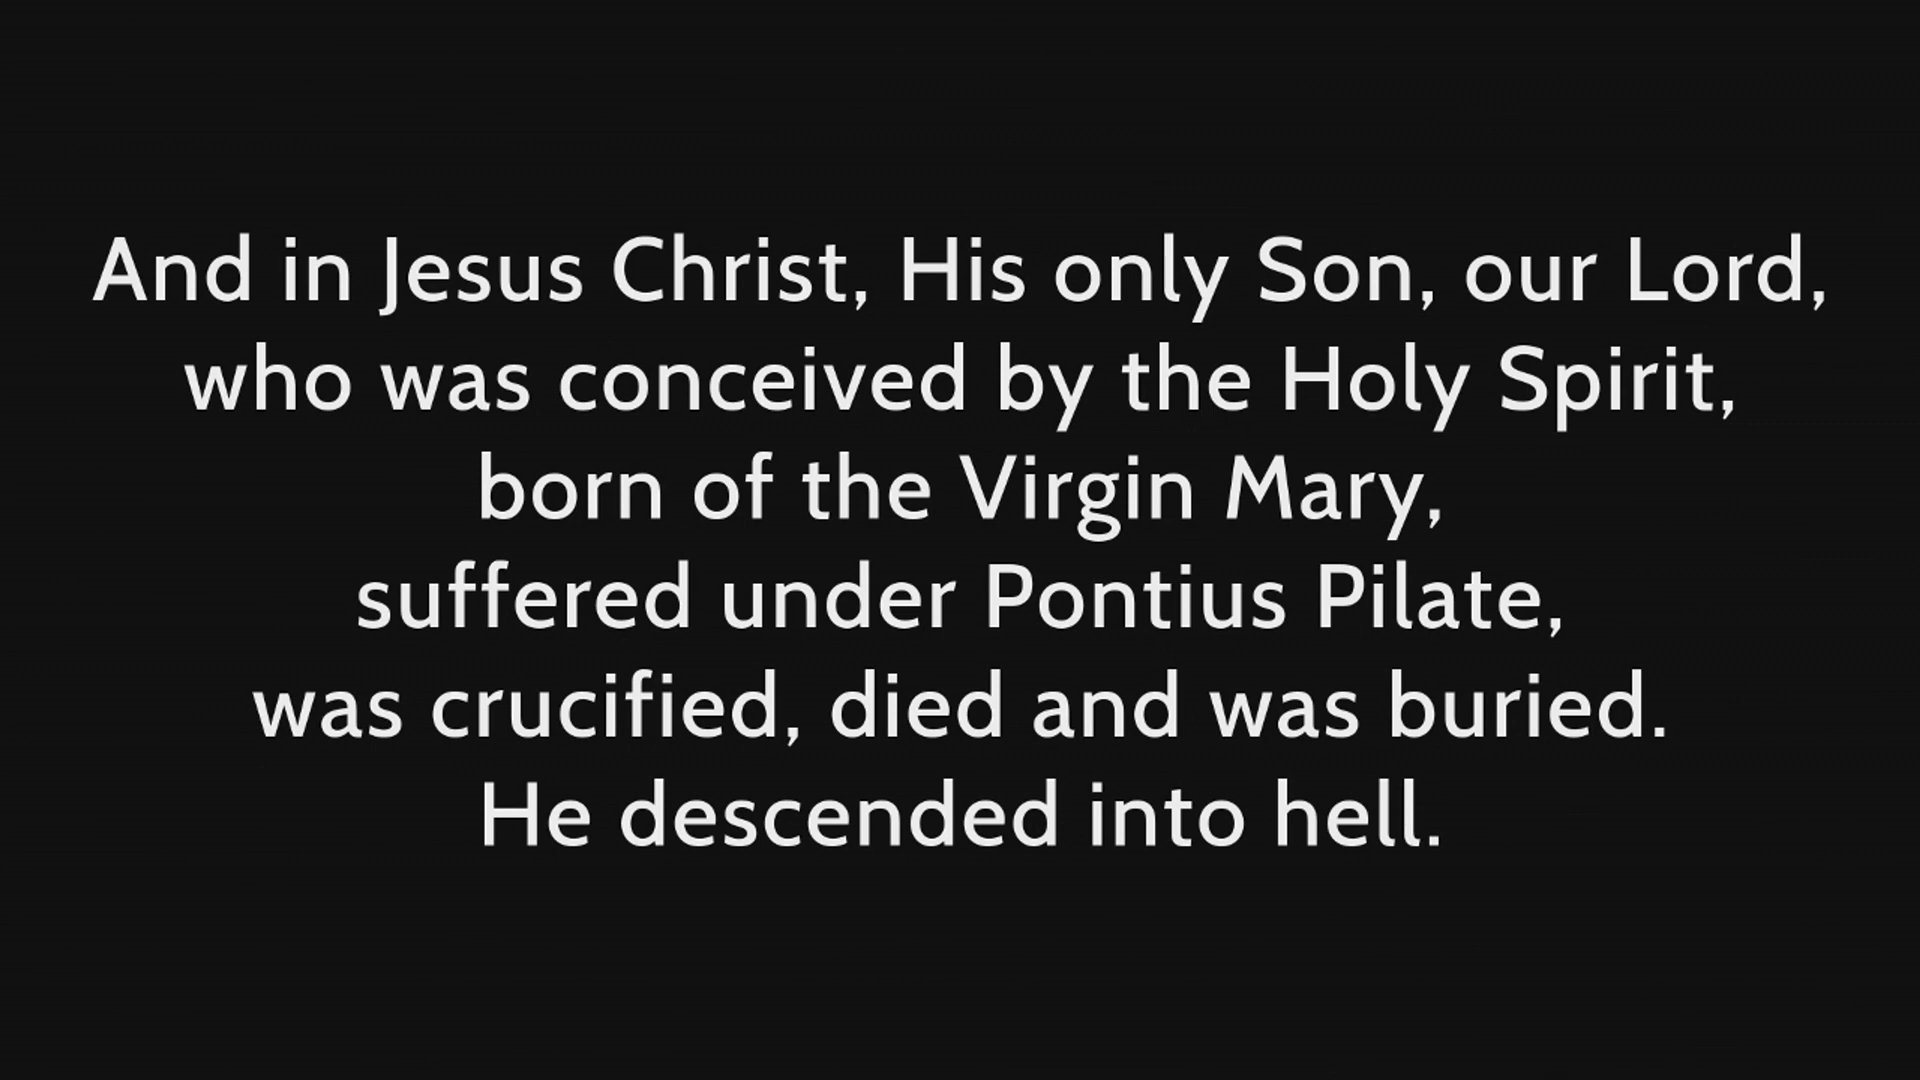 And in Jesus Christ, His only Son, our Lord,
who was conceived by the Holy Spirit,
born of the Virgin Mary,
suffered under Pontius Pilate,
was crucified, died and was buried.
He descended into hell.